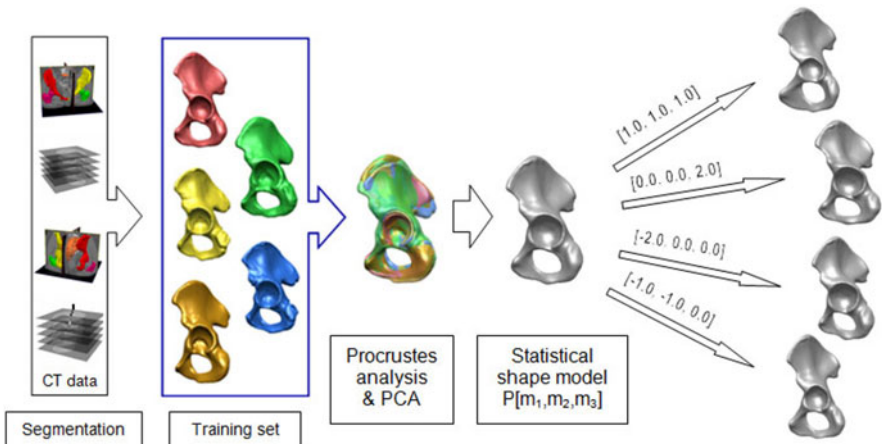 CT data
Segmentation
Training set
Procrustes
analysis
& PCA
Statistical
shape model
P[m₁,m₂,m₃]
[1.0, 1.0, 1.0]
[0.0, 0.0, 2.0]
[-2.0, 0.0, 0.0]
[-1.0, -1.0, 0.0]